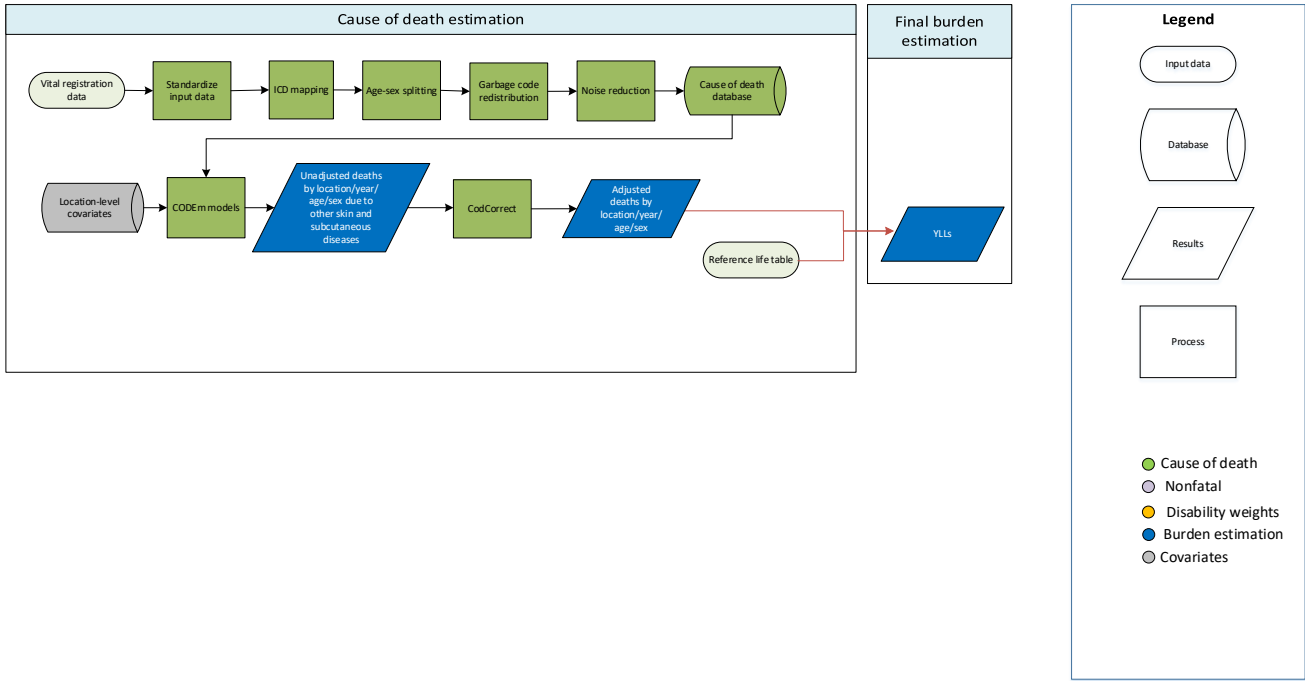 Cause of death estimation
Final burden
estimation
Legend
Vital registration
data
Standardize
input data
ICD mapping
Age-sex splitting
Garbage code
redistribution
Noise reduction
Cause of death
database
Input data
Database
Location-level
covariates
CODEm models
Unadjusted deaths
by location/year/
age/sex due to
other skin and
subcutaneous
diseases
CodCorrect
Adjusted
deaths by
location/year/
age/sex
Reference life table
YLLs
Results
Process
Cause of death
Nonfatal
Disability weights
Burden estimation
Covariates